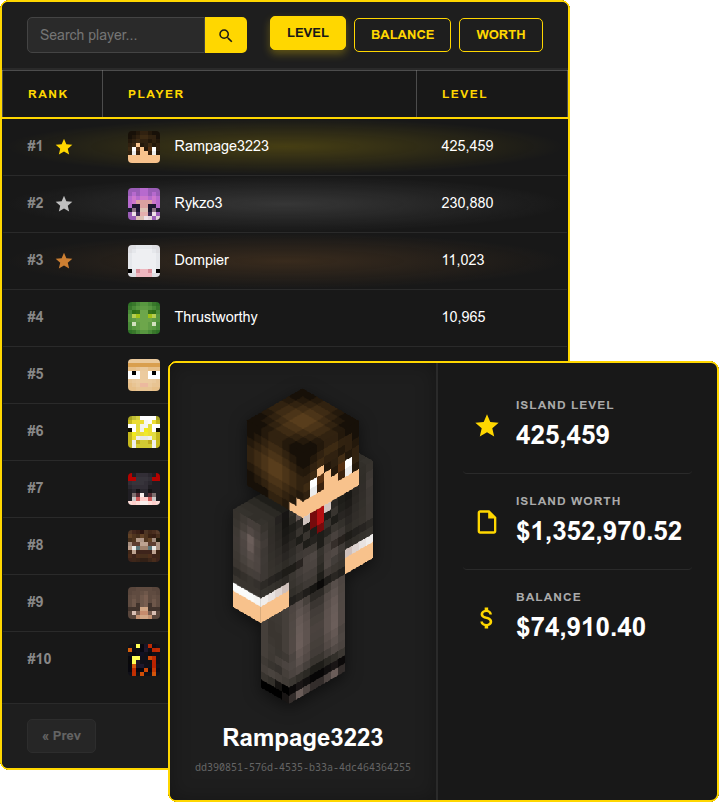 Search player...
LEVEL
BALANCE
WORTH
RANK PLAYER LEVEL
#1 Rampage3223 425,459
#2 Rykzo3 230,880
#3 Dompier 11,023
#4 Thrustworthy 10,965
#5
#6
#7
#8
#9
#10
« Prev
Rampage3223
dd390851-576d-4535-b33a-4dc464364255
ISLAND LEVEL
425,459
ISLAND WORTH
$1,352,970.52
BALANCE
$74,910.40